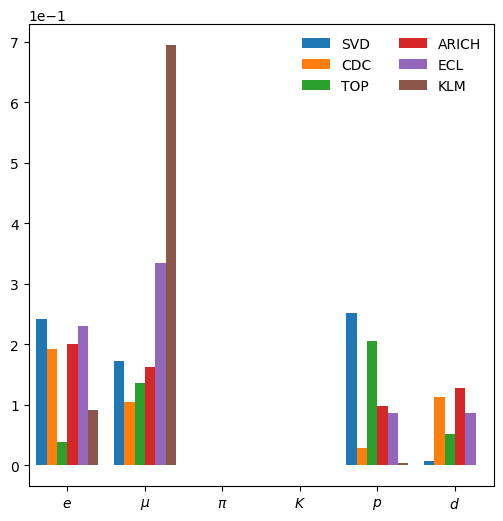 1e−1
SVD
CDC
TOP
ARICH
ECL
KLM
7
6
5
4
3
2
1
0
e μ π K p d